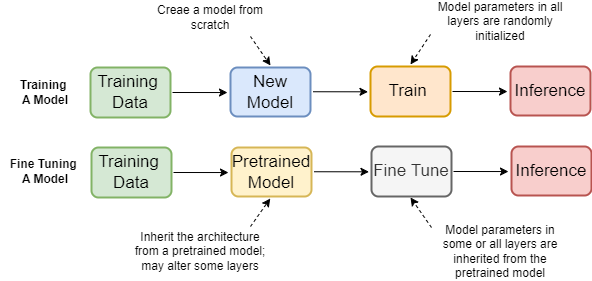 Creae a model from
scratch
Model parameters in all
layers are randomly
initialized
Training
A Model
Training
Data
New
Model
Train
Inference
Fine Tuning
A Model
Training
Data
Pretrained
Model
Fine Tune
Inference
Inherit the architecture
from a pretrained model;
may alter some layers
Model parameters in
some or all layers are
inherited from the
pretrained model